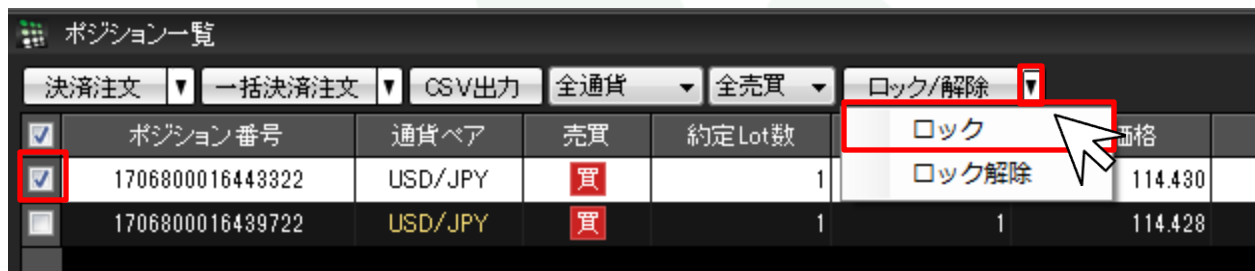 ポジション一覧
決済注文 ▼ 一括決済注文 ▼ CSV出力 全通貨 ▼ 全売買 ▼ ロック/解除 ▼
ポジション番号 通貨ペア 売買 約定Lot数 価格
ロック
1706800016443322 USD/JPY 買 1 114.430
ロック解除
1706800016439722 USD/JPY 買 1 1 114.428